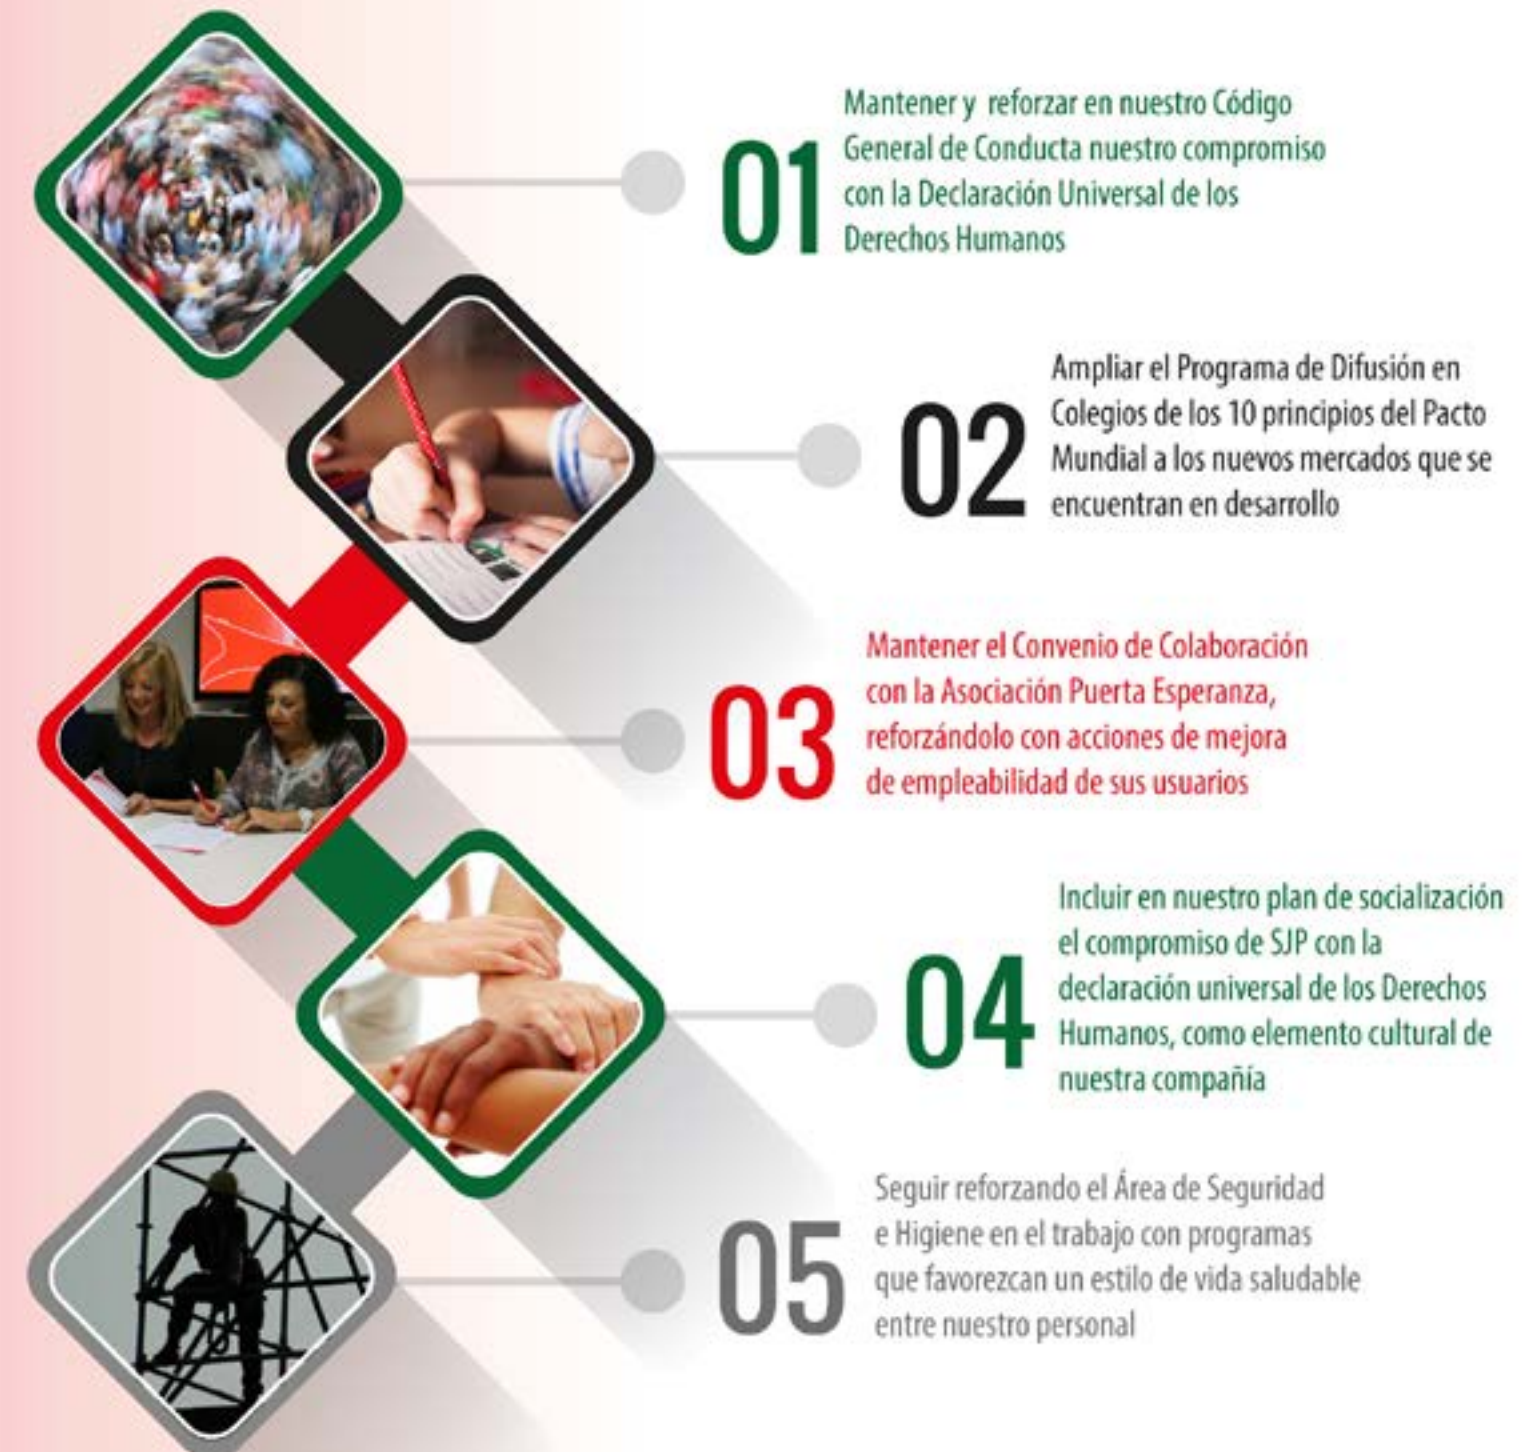 01
Mantener y reforzar en nuestro Código
General de Conducta nuestro compromiso
con la Declaración Universal de los
Derechos Humanos
02
Ampliar el Programa de Difusión en
Colegios de los 10 principios del Pacto
Mundial a los nuevos mercados que se
encuentran en desarrollo
03
Mantener el Convenio de Colaboración
con la Asociación Puerta Esperanza,
reforzándolo con acciones de mejora
de empleabilidad de sus usuarios
04
Incluir en nuestro plan de socialización
el compromiso de SJP con la
declaración universal de los Derechos
Humanos, como elemento cultural de
nuestra compañía
05
Seguir reforzando el Área de Seguridad
e Higiene en el trabajo con programas
que favorezcan un estilo de vida saludable
entre nuestro personal